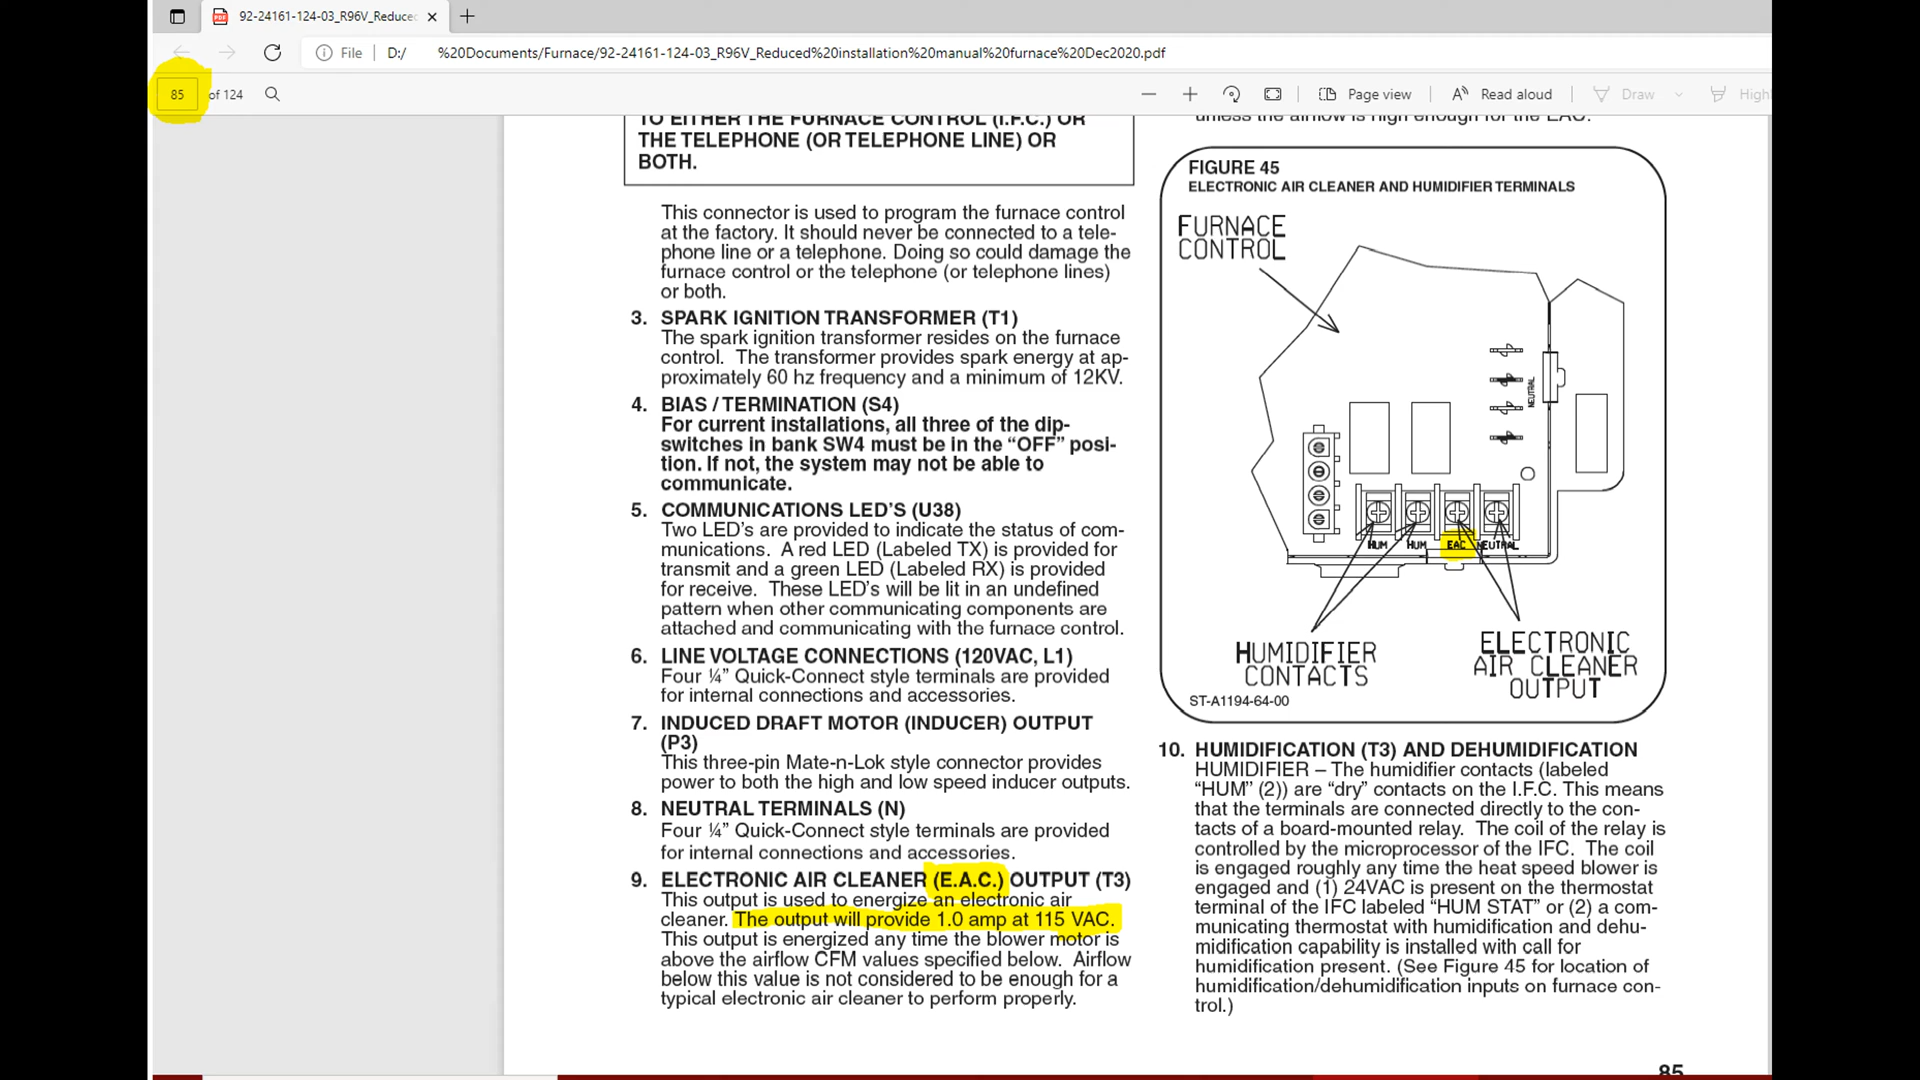 92-24161-124-03_R96V_Reduced
File D:/ %20Documents/Furnace/92-24161-124-03_R96V_Reduced%20installation%20manual%20furnace%20Dec2020.pdf
85 of 124
Page view
Read aloud
Draw
Highl
TO EITHER THE FURNACE CONTROL (I.F.C.) OR
THE TELEPHONE (OR TELEPHONE LINE) OR
BOTH.
This connector is used to program the furnace control
at the factory. It should never be connected to a tele-
phone line or a telephone. Doing so could damage the
furnace control or the telephone (or telephone lines)
or both.
3. SPARK IGNITION TRANSFORMER (T1)
The spark ignition transformer resides on the furnace
control. The transformer provides spark energy at ap-
proximately 60 hz frequency and a minimum of 12KV.
4. BIAS / TERMINATION (S4)
For current installations, all three of the dip-
switches in bank SW4 must be in the “OFF” posi-
tion. If not, the system may not be able to
communicate.
5. COMMUNICATIONS LED’S (U38)
Two LED’s are provided to indicate the status of com-
munications. A red LED (Labeled TX) is provided for
transmit and a green LED (Labeled RX) is provided
for receive. These LED’s will be lit in an undefined
pattern when other communicating components are
attached and communicating with the furnace control.
6. LINE VOLTAGE CONNECTIONS (120VAC, L1)
Four ¼” Quick-Connect style terminals are provided
for internal connections and accessories.
7. INDUCED DRAFT MOTOR (INDUCER) OUTPUT
(P3)
This three-pin Mate-n-Lok style connector provides
power to both the high and low speed inducer outputs.
8. NEUTRAL TERMINALS (N)
Four ¼” Quick-Connect style terminals are provided
for internal connections and accessories.
9. ELECTRONIC AIR CLEANER (E.A.C.) OUTPUT (T3)
This output is used to energize an electronic air
cleaner. The output will provide 1.0 amp at 115 VAC.
This output is energized any time the blower motor is
above the airflow CFM values specified below. Airflow
below this value is not considered to be enough for a
typical electronic air cleaner to perform properly.
unless the airflow is high enough for the EAC.
FIGURE 45
ELECTRONIC AIR CLEANER AND HUMIDIFIER TERMINALS
FURNACE
CONTROL
NEUTRAL
HUM HUM EAC NEUTRAL
HUMIDIFIER
CONTACTS
ELECTRONIC
AIR CLEANER
OUTPUT
ST-A1194-64-00
10. HUMIDIFICATION (T3) AND DEHUMIDIFICATION
HUMIDIFIER – The humidifier contacts (labeled
“HUM” (2)) are “dry” contacts on the I.F.C. This means
that the terminals are connected directly to the con-
tacts of a board-mounted relay. The coil of the relay is
controlled by the microprocessor of the IFC. The coil
is engaged roughly any time the heat speed blower is
engaged and (1) 24VAC is present on the thermostat
terminal of the IFC labeled “HUM STAT” or (2) a com-
municating thermostat with humidification and dehu-
midification capability is installed with call for
humidification present. (See Figure 45 for location of
humidification/dehumidification inputs on furnace con-
trol.)
85